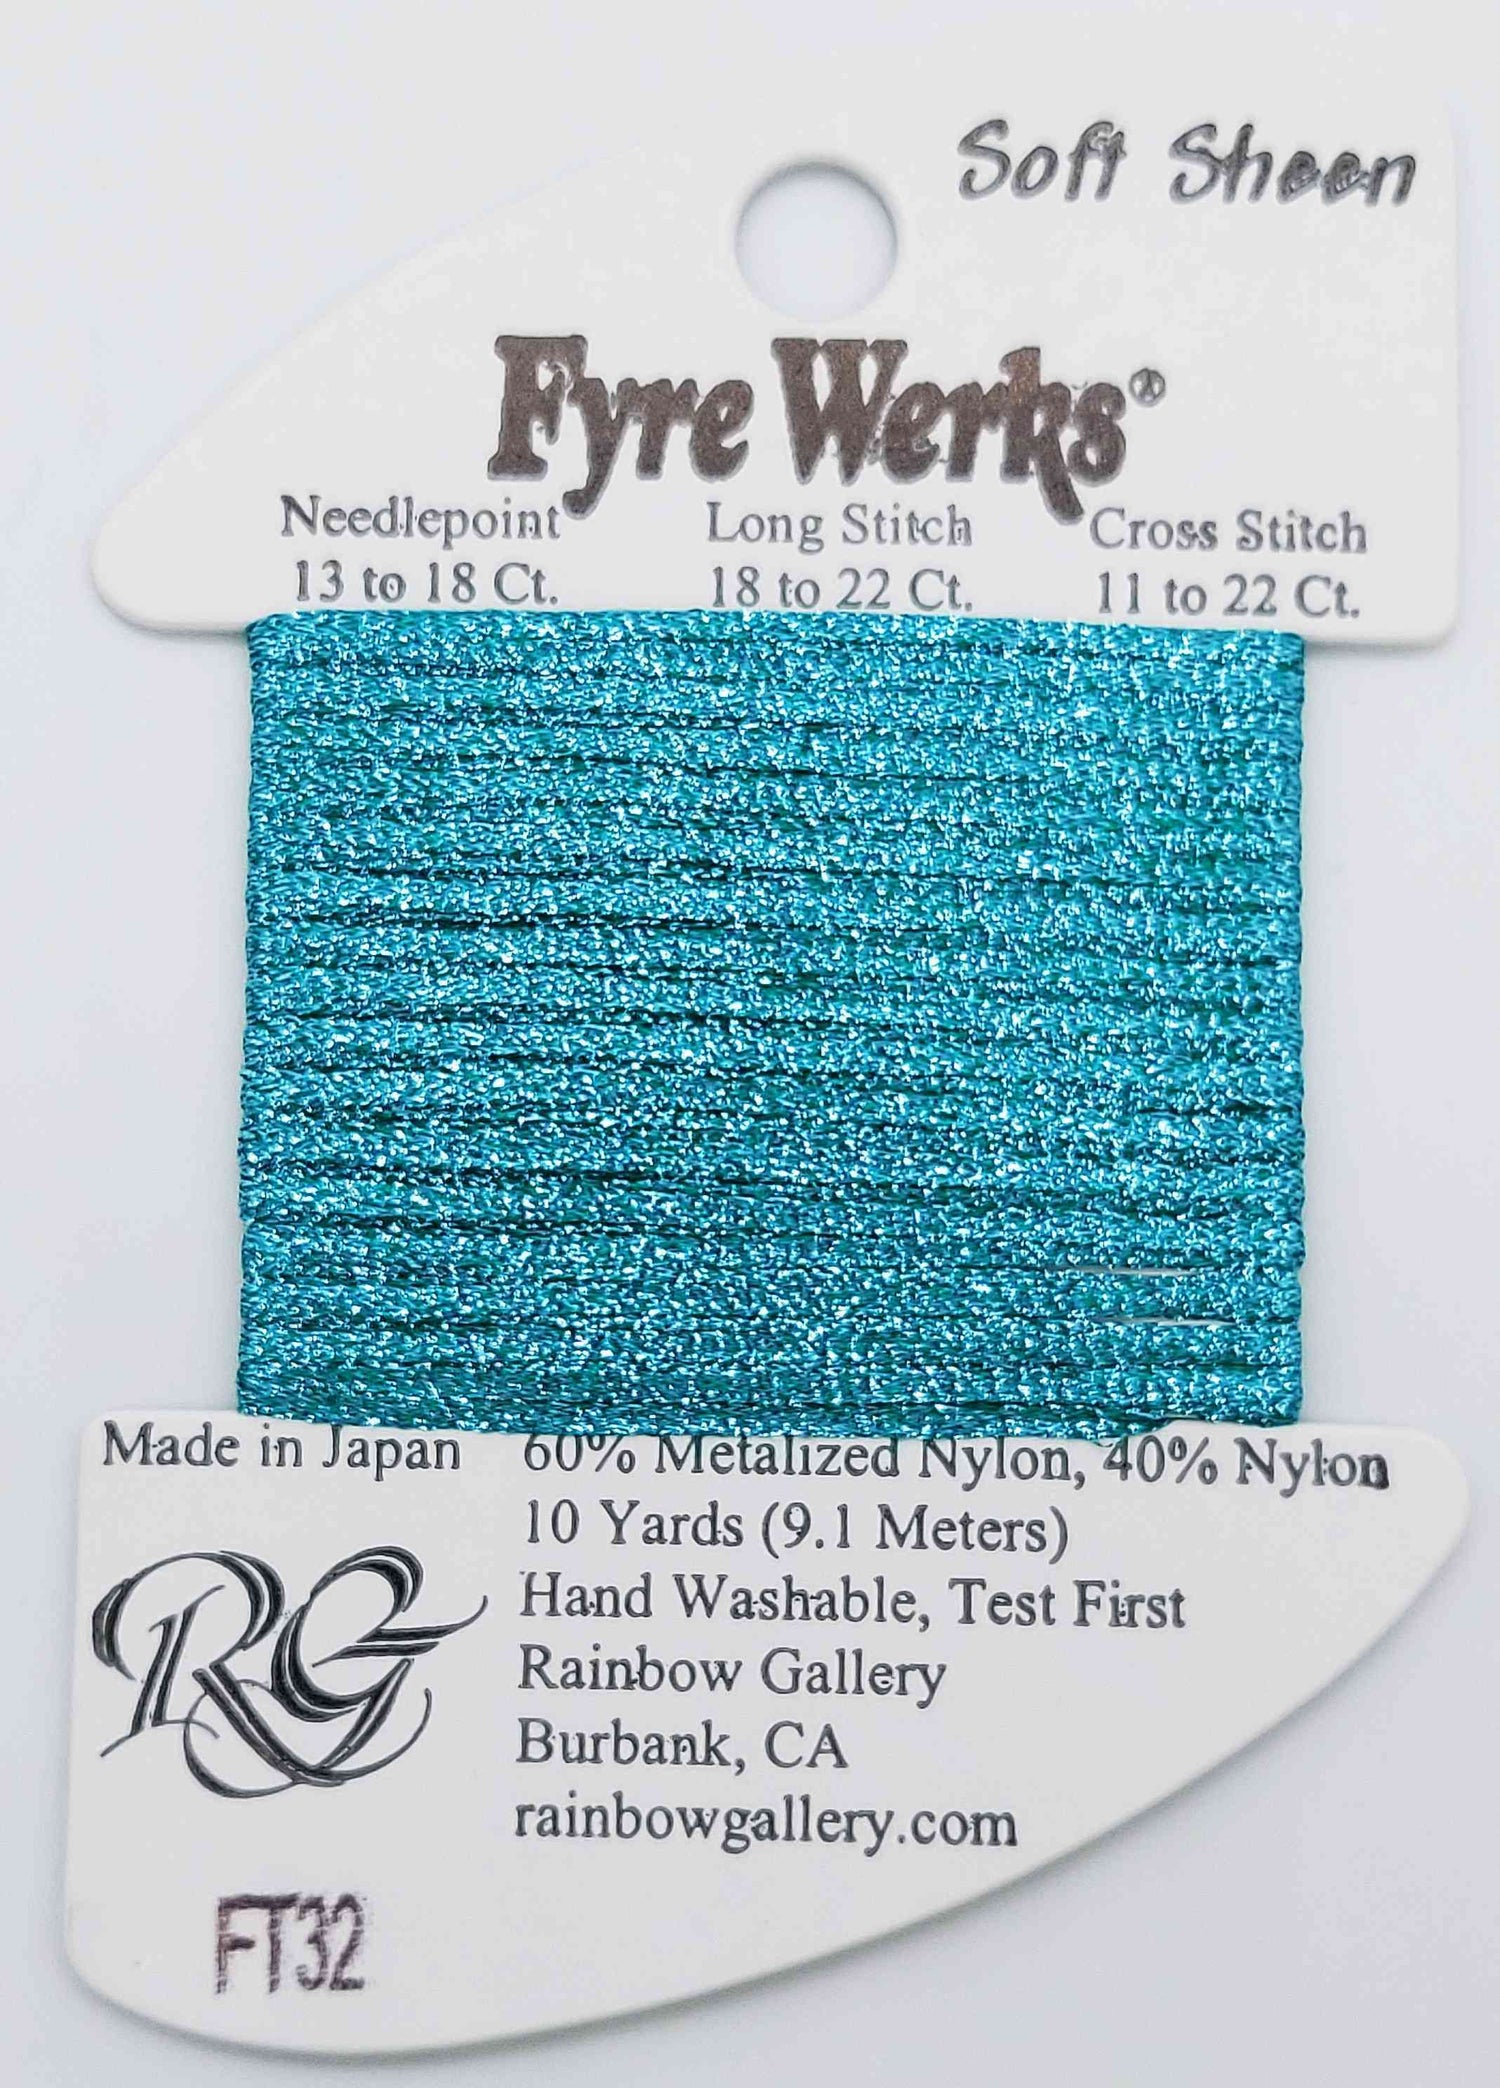 Soft Sheen
Fyre Werks®
Needlepoint Long Stitch Cross Stitch
13 to 18 Ct. 18 to 22 Ct. 11 to 22 Ct.
Made in Japan 60% Metalized Nylon, 40% Nylon
10 Yards (9.1 Meters)
Hand Washable, Test First
Rainbow Gallery
Burbank, CA
rainbowgallery.com
RG
FT32